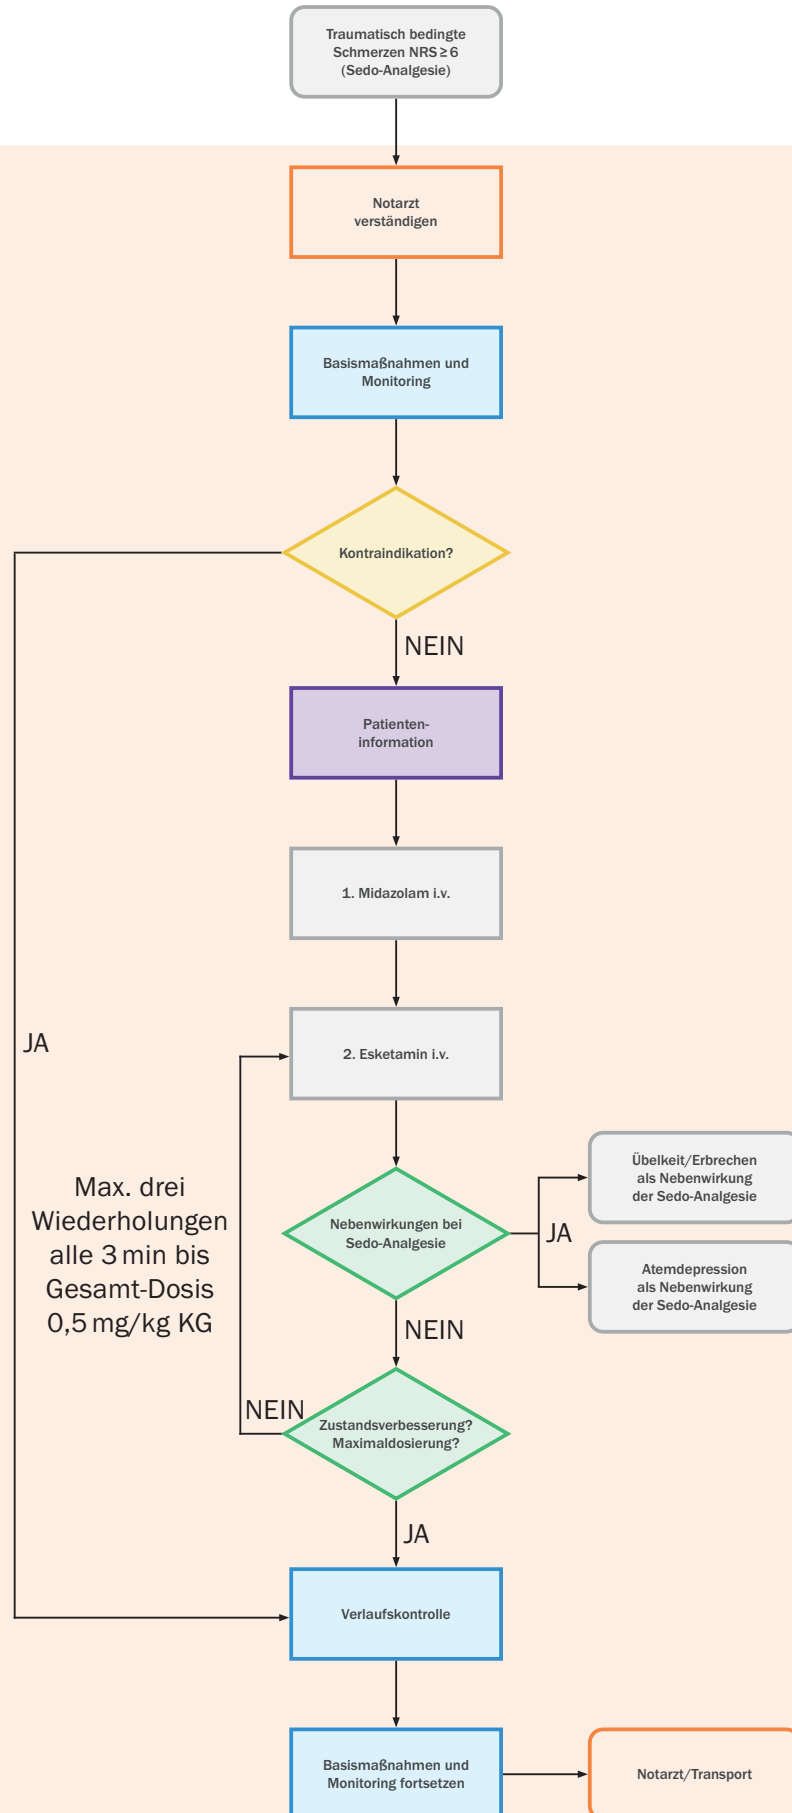 Traumatisch bedingte
Schmerzen NRS ≥ 6
(Sedo-Analgesie)
Notarzt
verständigen
Basismaßnahmen und
Monitoring
Kontraindikation?
NEIN
Patienten-
information
1. Midazolam i.v.
JA
2. Esketamin i.v.
Max. drei
Wiederholungen
alle 3 min bis
Gesamt-Dosis
0,5 mg/kg KG
Nebenwirkungen bei
Sedo-Analgesie
JA
Übelkeit/Erbrechen
als Nebenwirkung
der Sedo-Analgesie
Atemdepression
als Nebenwirkung
der Sedo-Analgesie
NEIN
NEIN
Zustandsverbesserung?
Maximaldosierung?
JA
Verlaufskontrolle
Basismaßnahmen und
Monitoring fortsetzen
Notarzt/Transport